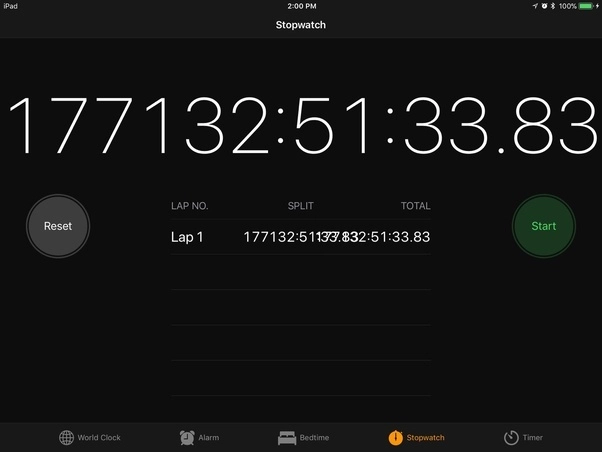 iPad 2:00 PM 100%
Stopwatch
177132:51:33.83
Reset
Start
LAP NO. SPLIT TOTAL
Lap 1 177132:51:33.83 177132:51:33.83
World Clock Alarm Bedtime Stopwatch Timer